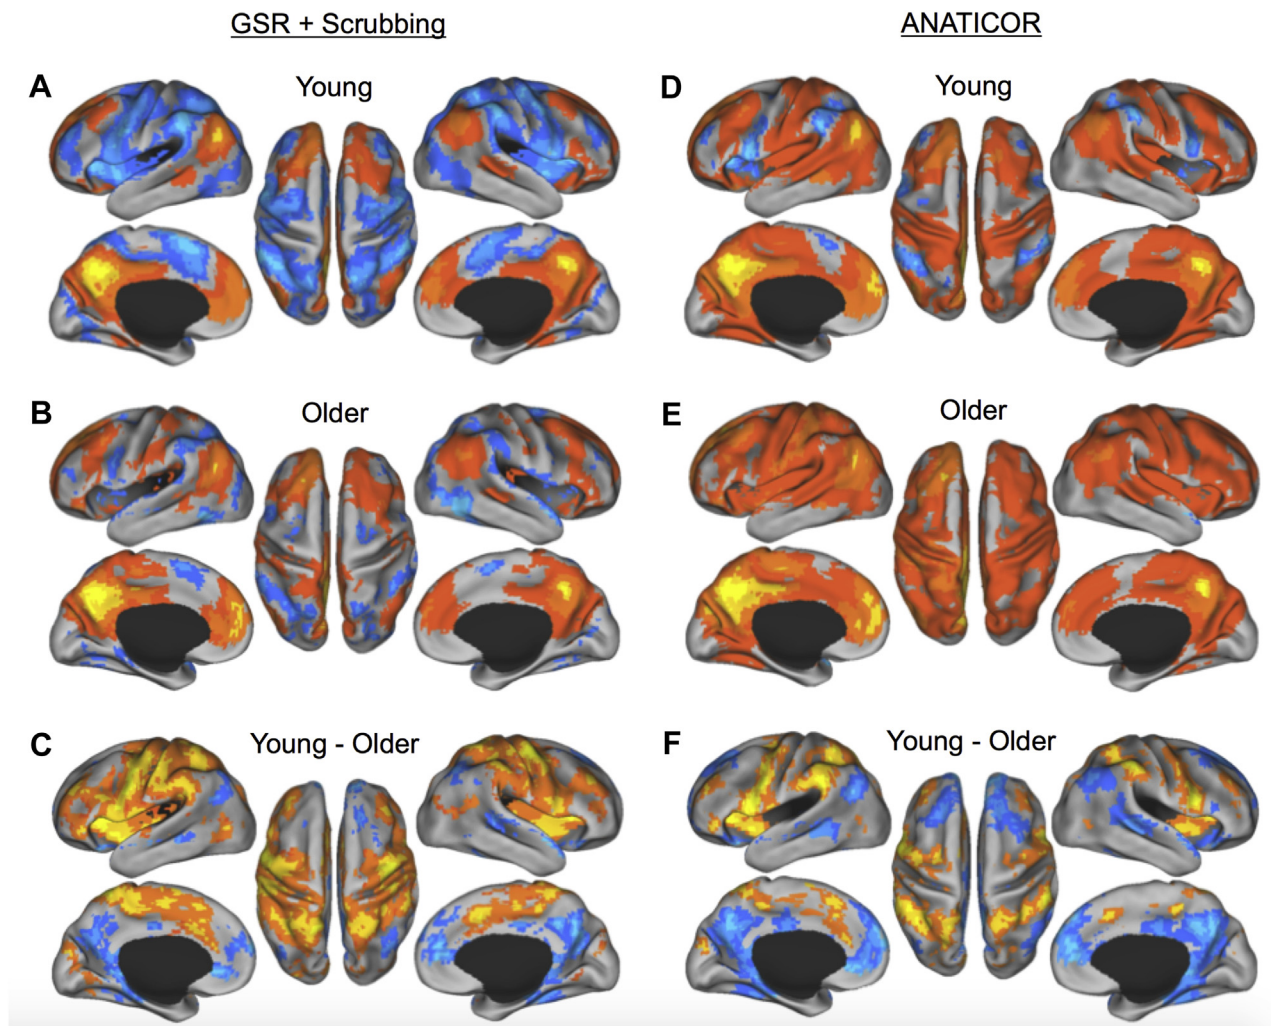 GSR + Scrubbing
ANATICOR
A
Young
D
Young
B
Older
E
Older
C
Young - Older
F
Young - Older